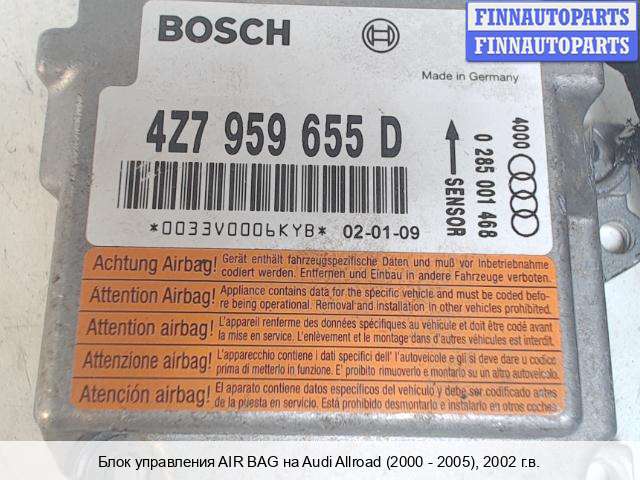 FINNAUTOPARTS
FINNAUTOPARTS
BOSCH
Made in Germany
4Z7 959 655 D
SENSOR
0 285 001 468
4000
*0033V0006KYB* 02-01-09
Achtung Airbag! Gerät enthält fahrzeugspezifische Daten und muß vor Inbetriebnahme
codiert werden. Entfernen und Einbau in andere Fahrzeuge verboten.
Attention Airbag! Appliance contains data for the specific vehicle and must be coded befo-
re being operational. Removal and installation in other vehicles prohibited.
Attention airbag! L'appareil renferme des données spécifiques au véhicule et doit être codé avant
la mise en service. L'enlèvement et le montage dans d'autres véhicules est interdit.
Attenzione airbag! L'apparecchio contiene i dati specifici dell' l'autoveicolo e gli si deve dare u codico
prima di metterlo in funzione. E' proibito rimuoverlo e montarlo su un altro autoveicolo.
Atención airbag! El aparato contiene datos especificos del vehículo y debe ser codificado antes
de la puesta en servicio. Está prohibido desmontarlo e instalarlo en otros coches
Блок управления AIR BAG на Audi Allroad (2000 - 2005), 2002 г.в.